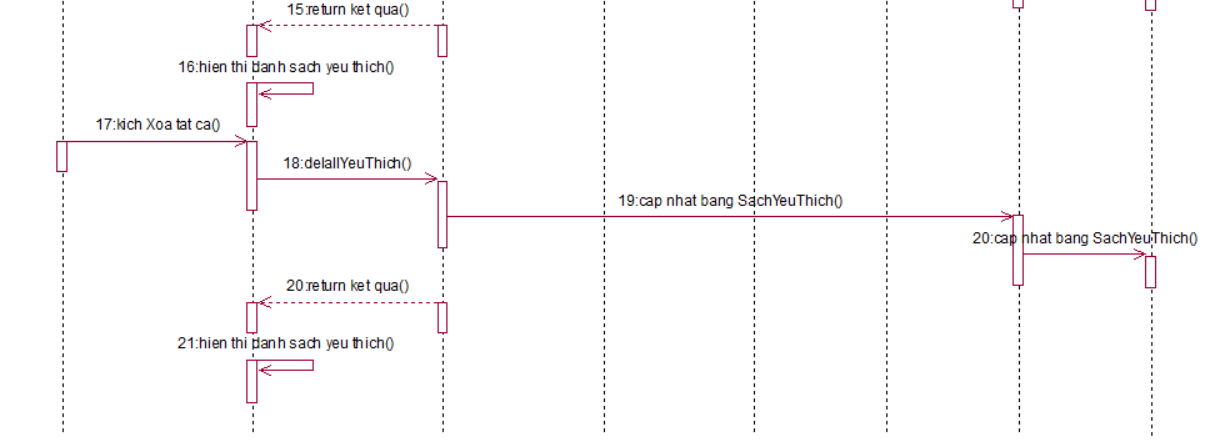 15:return ket qua()
16:hien thi danh sach yeu thich()
17:kich Xoa tat ca()
18:delallYeuThich()
19:cap nhat bang SachYeuThich()
20:cap nhat bang SachYeuThich()
20:return ket qua()
21:hien thi danh sach yeu thich()